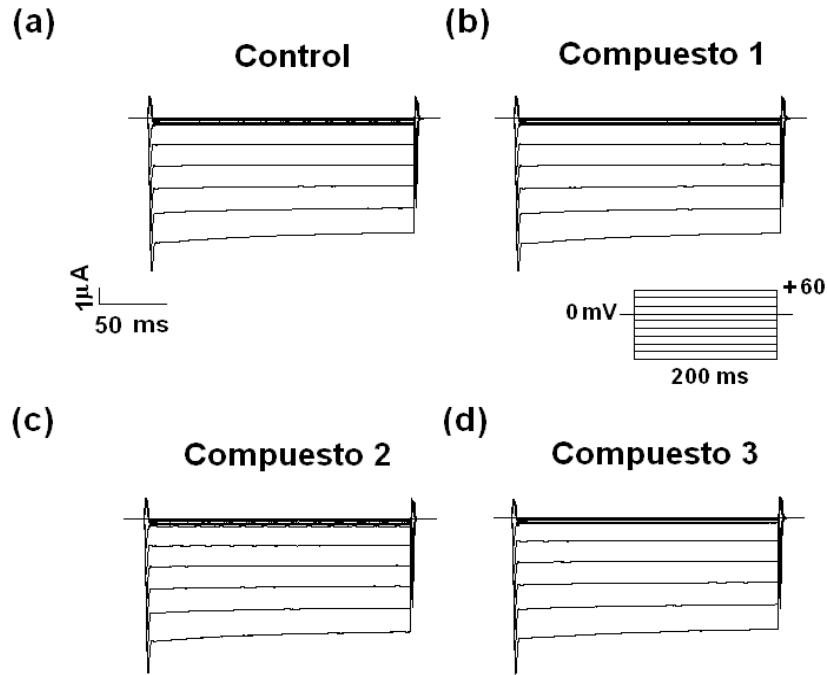 (a)
Control
(b)
Compuesto 1
1µA
50 ms
+60
0 mV
200 ms
(c)
Compuesto 2
(d)
Compuesto 3